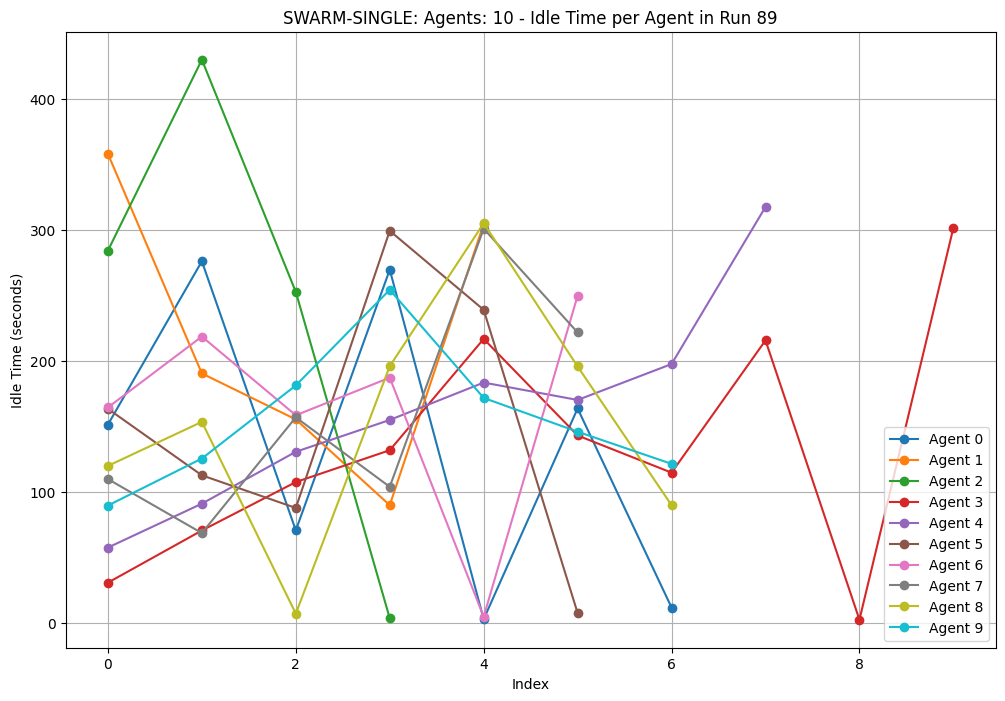 SWARM-SINGLE: Agents: 10 - Idle Time per Agent in Run 89
Idle Time (seconds)
400
300
200
100
0
0
2
4
6
8
Index
Agent 0
Agent 1
Agent 2
Agent 3
Agent 4
Agent 5
Agent 6
Agent 7
Agent 8
Agent 9